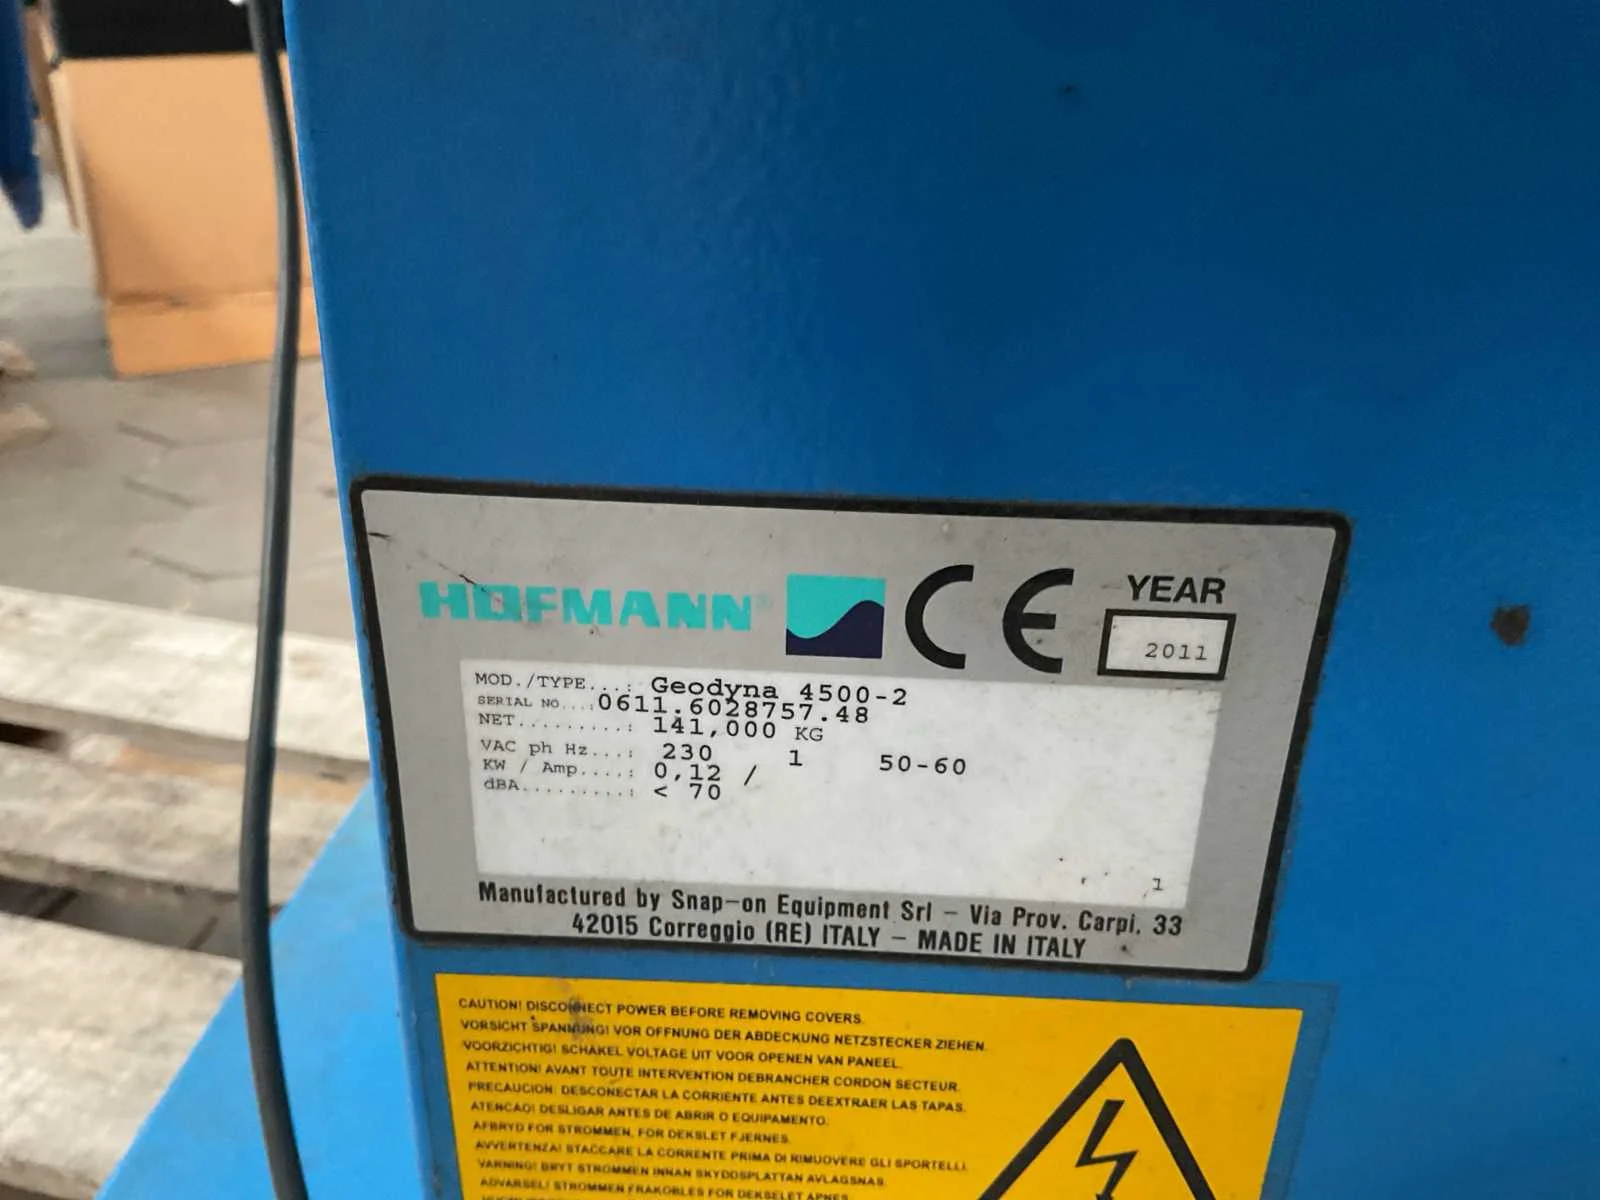 HOFMANN®
CE
YEAR
2011
MOD./TYPE...: Geodyna 4500-2
SERIAL NO...:0611.6028757.48
NET.........: 141,000 KG
VAC ph Hz...: 230 1 50-60
KW / Amp....: 0,12 /
dBA.........: < 70
1
Manufactured by Snap-on Equipment Srl - Via Prov. Carpi, 33
42015 Correggio (RE) ITALY - MADE IN ITALY
CAUTION! DISCONNECT POWER BEFORE REMOVING COVERS.
VORSICHT SPANNUNG! VOR OFFNUNG DER ABDECKUNG NETZSTECKER ZIEHEN.
VOORZICHTIG! SCHAKEL VOLTAGE UIT VOOR OPENEN VAN PANEEL.
ATTENTION! AVANT TOUTE INTERVENTION DEBRANCHER CORDON SECTEUR.
PRECAUCION: DESCONECTAR LA CORRIENTE ANTES DEEXTRAER LAS TAPAS.
ATENCAO! DESLIGAR ANTES DE ABRIR O EQUIPAMENTO.
AFBRYD FOR STROMMEN, FOR DEKSLET FJERNES.
AVVERTENZA! STACCARE LA CORRENTE PRIMA DI RIMUOVERE GLI SPORTELLI.
VARNING! BRYT STROMMEN INNAN SKYDDSPLATTAN AVLAGSNAS.
ADVARSEL! STROMMEN FRAKOBLES FOR DEKSELET APNES.